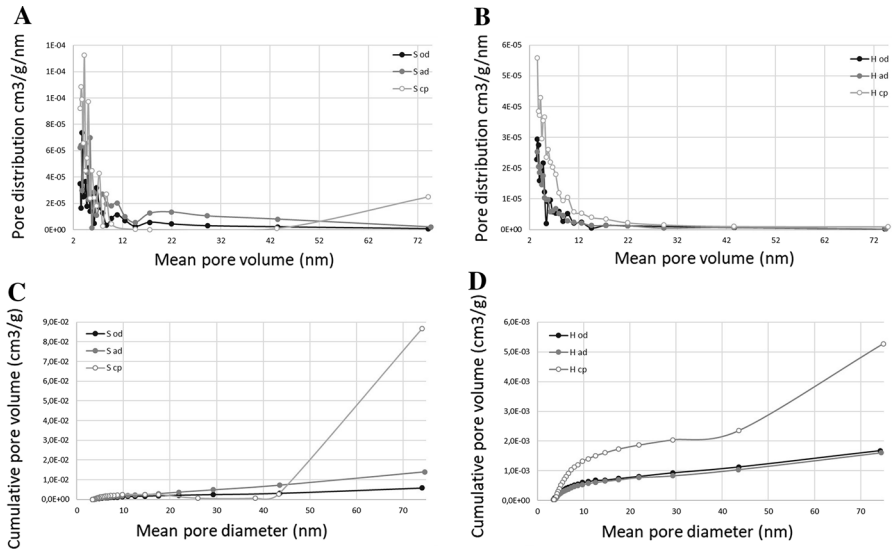 A
Pore distribution cm3/g/nm
1E-04
1E-04
1E-04
8E-05
6E-05
4E-05
2E-05
0E+00
2 12 22 32 42 52 62 72
Mean pore volume (nm)
S od
S ad
S cp
B
Pore distribution cm3/g/nm
6E-05
5E-05
4E-05
3E-05
2E-05
1E-05
0E+00
2 12 22 32 42 52 62 72
Mean pore volume (nm)
H od
H ad
H cp
C
Cumulative pore volume (cm3/g)
9,0E-02
8,0E-02
7,0E-02
6,0E-02
5,0E-02
4,0E-02
3,0E-02
2,0E-02
1,0E-02
0,0E+00
0 10 20 30 40 50 60 70
Mean pore diameter (nm)
S od
S ad
S cp
D
Cumulative pore volume (cm3/g)
6,0E-03
5,0E-03
4,0E-03
3,0E-03
2,0E-03
1,0E-03
0,0E+00
0 10 20 30 40 50 60 70
Mean pore diameter (nm)
H od
H ad
H cp